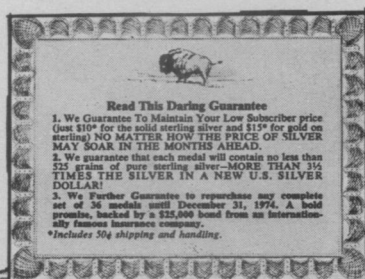 Read This Daring Guarantee
1. We Guarantee To Maintain Your Low Subscriber price
(just $10* for the solid sterling silver and $15* for gold on
sterling) NO MATTER HOW THE PRICE OF SILVER
MAY SOAR IN THE MONTHS AHEAD.
2. We guarantee that each medal will contain no less than
525 grains of pure sterling silver—MORE THAN 3½
TIMES THE SILVER IN A NEW U.S. SILVER
DOLLAR!
3. We Further Guarantee to repurchase any complete
set of 36 medals until December 31, 1974. A bold
promise, backed by a $25,000 bond from an internation-
ally famous insurance company.
*Includes 50¢ shipping and handling.